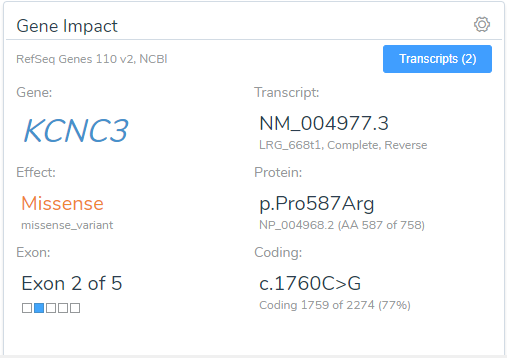 Gene Impact
RefSeq Genes 110 v2, NCBI
Transcripts (2)
Gene:
KCNC3
Transcript:
NM_004977.3
LRG_668t1, Complete, Reverse
Effect:
Missense
missense_variant
Protein:
p.Pro587Arg
NP_004968.2 (AA 587 of 758)
Exon:
Exon 2 of 5
Coding:
c.1760C>G
Coding 1759 of 2274 (77%)